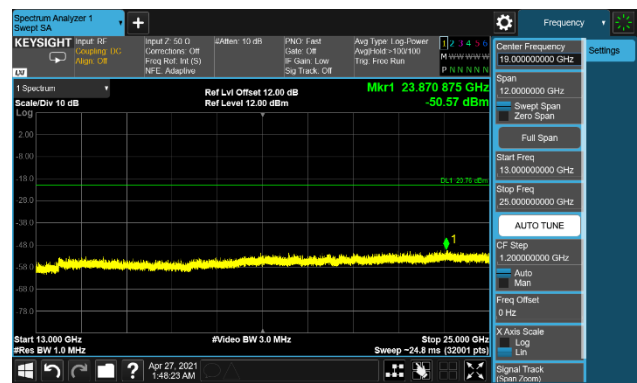 Spectrum Analyzer 1
Swept SA
Frequency
KEYSIGHT
Input: RF
Coupling: DC
Align: Off
Input Z: 50 Ω
Corrections: Off
Freq Ref: Int (S)
NFE: Adaptive
#Atten: 10 dB
PNO: Fast
Gate: Off
IF Gain: Low
Sig Track: Off
Avg Type: Log-Power
Avg|Hold:>100/100
Trig: Free Run
1 2 3 4 5 6
M W W W W W
P N N N N N
LXI
1 Spectrum
Scale/Div 10 dB
Log
Ref Lvl Offset 12.00 dB
Ref Level 12.00 dBm
Mkr1 23.870 875 GHz
-50.57 dBm
2.00
-8.00
-18.0
-28.0
-38.0
-48.0
-58.0
-68.0
-78.0
1
Start 13.000 GHz
#Res BW 1.0 MHz
#Video BW 3.0 MHz
Stop 25.000 GHz
Sweep ~24.8 ms (32001 pts)
Apr 27, 2021
1:48:23 AM
Center Frequency
19.000000000 GHz
Settings
Span
12.0000000 GHz
Swept Span
Zero Span
Full Span
Start Freq
13.000000000 GHz
Stop Freq
25.000000000 GHz
AUTO TUNE
CF Step
1.200000000 GHz
Auto
Man
Freq Offset
0 Hz
X Axis Scale
Log
Lin
Signal Track
(Span Zoom)